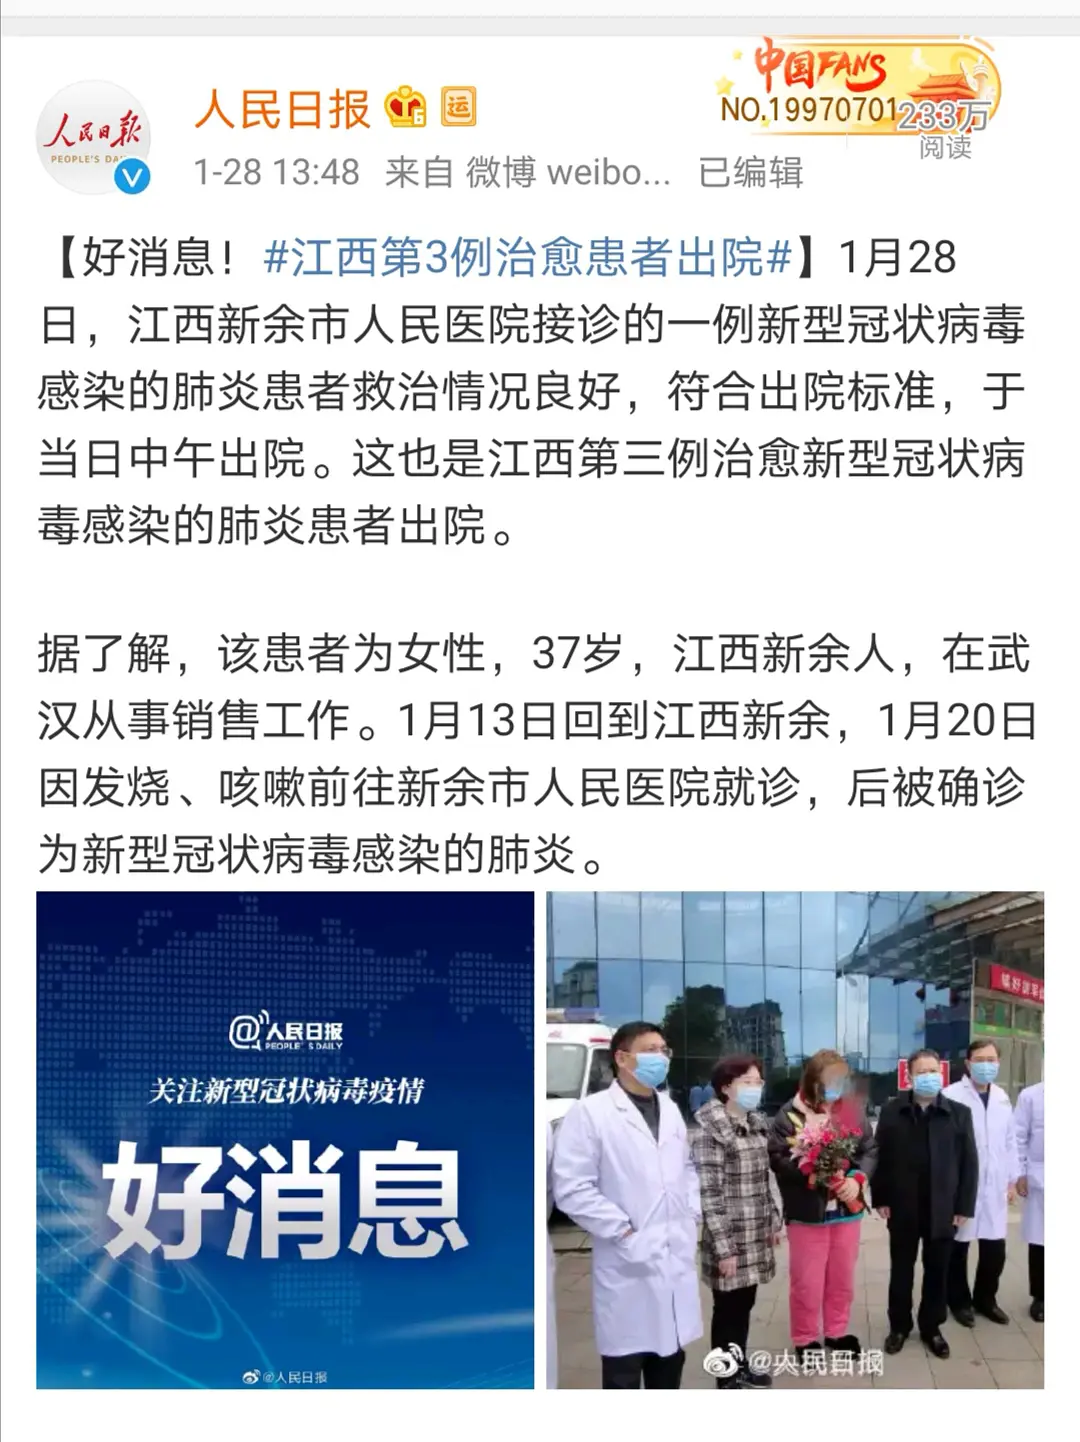 中国FANS
人民日报
NO.19970701
233万
阅读
人民日报
PEOPLE'S DA
1-28 13:48 来自 微博 weibo... 已编辑
【好消息！#江西第3例治愈患者出院#】1月28
日，江西新余市人民医院接诊的一例新型冠状病毒
感染的肺炎患者救治情况良好，符合出院标准，于
当日中午出院。这也是江西第三例治愈新型冠状病
毒感染的肺炎患者出院。
据了解，该患者为女性，37岁，江西新余人，在武
汉从事销售工作。1月13日回到江西新余，1月20日
因发烧、咳嗽前往新余市人民医院就诊，后被确诊
为新型冠状病毒感染的肺炎。
@人民日报
PEOPLE'S DAILY
关注新型冠状病毒疫情
好消息
@人民日报